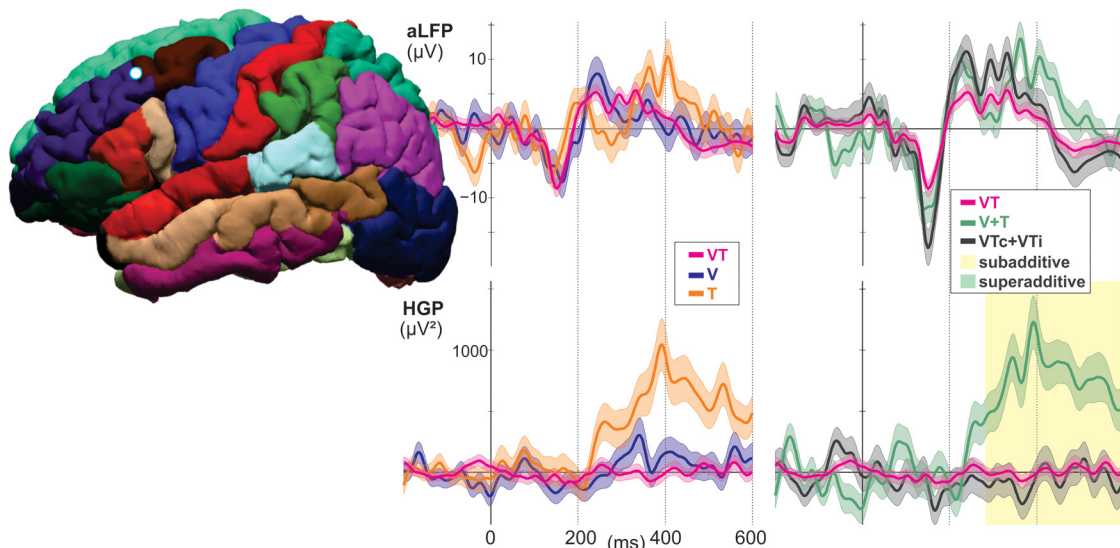 aLFP
(µV)
10
−10
VT
V
T
VT
V+T
VTc+VTi
subadditive
superadditive
HGP
(µV²)
1000
0 200 (ms) 400 600